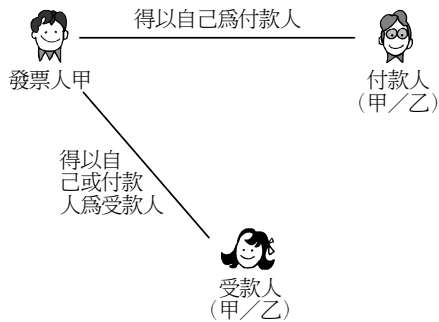 得以自己爲付款人
發票人甲
付款人
（甲／乙）
得以自
己或付款
人爲受款人
受款人
（甲／乙）